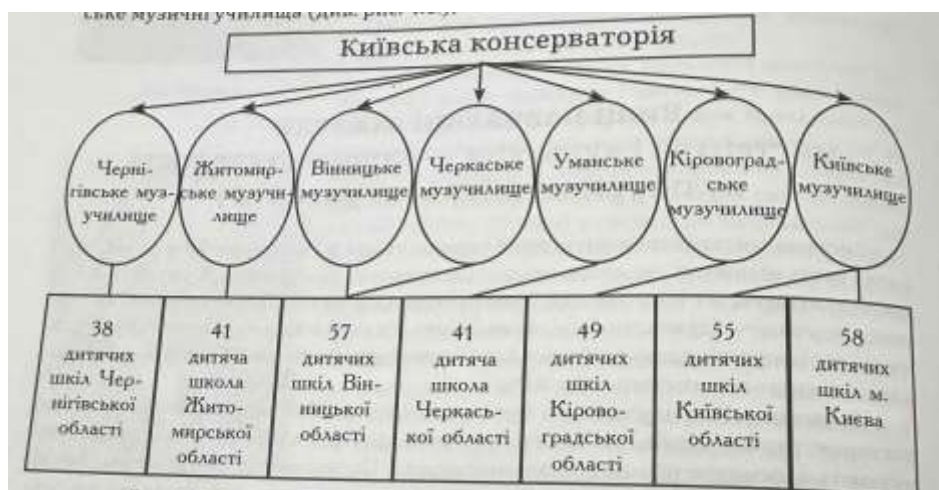 ське музичні училища
Київська консерваторія
Черні-
гівське муз-
училище
Житомир-
ське музучи-
лище
Вінницьке
музучилище
Черкаське
музучилище
Уманське
музучилище
Кіровоград-
ське
музучилище
Київське
музучилище
38
дитячих
шкіл Чер-
нігівської
області
41
дитяча
школа
Жито-
мирської
області
57
дитячих
шкіл Він-
ницької
області
41
дитяча
школа
Черкась-
кої області
49
дитячих
шкіл
Кірово-
градської
області
55
дитячих
шкіл
Київської
області
58
дитячих
шкіл м.
Києва